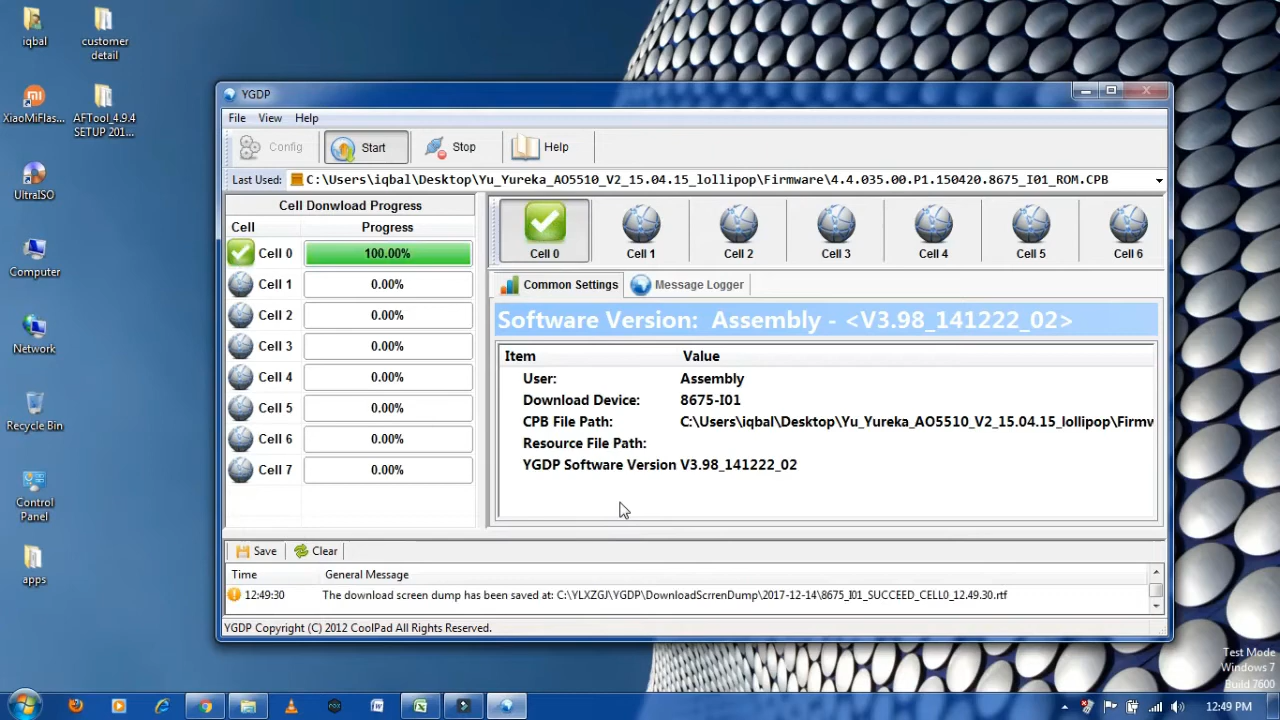 iqbal
customer
detail
XiaoMiFlas...
AFTool_4.9.4
SETUP 201...
UltraISO
Computer
Network
Recycle Bin
Control
Panel
apps
YGDP
File View Help
Config Start Stop Help
Last Used: C:\Users\iqbal\Desktop\Yu_Yureka_AO5510_V2_15.04.15_lollipop\Firmware\4.4.035.00.P1.150420.8675_I01_ROM.CPB
Cell Donwload Progress
Cell Progress
Cell 0 100.00%
Cell 1 0.00%
Cell 2 0.00%
Cell 3 0.00%
Cell 4 0.00%
Cell 5 0.00%
Cell 6 0.00%
Cell 7 0.00%
Cell 0 Cell 1 Cell 2 Cell 3 Cell 4 Cell 5 Cell 6
Common Settings Message Logger
Software Version: Assembly - <V3.98_141222_02>
Item Value
User: Assembly
Download Device: 8675-I01
CPB File Path: C:\Users\iqbal\Desktop\Yu_Yureka_AO5510_V2_15.04.15_lollipop\Firmw
Resource File Path:
YGDP Software Version V3.98_141222_02
Save Clear
Time General Message
12:49:30 The download screen dump has been saved at: C:\YLXZGJ\YGDP\DownloadScrrenDump\2017-12-14\8675_I01_SUCCEED_CELL0_12.49.30.rtf
YGDP Copyright (C) 2012 CoolPad All Rights Reserved.
Test Mode
Windows 7
Build 7600
12:49 PM